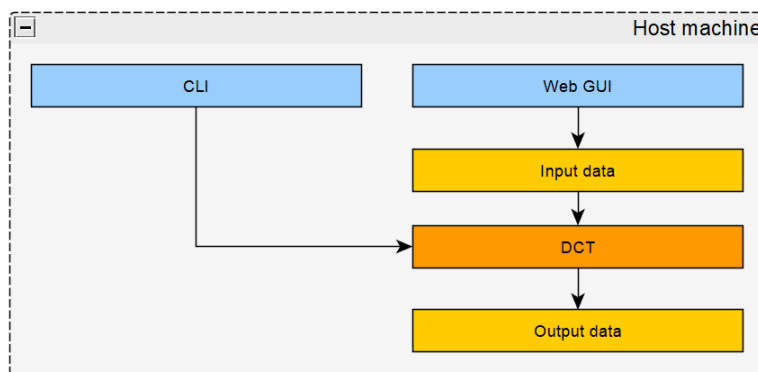 Host machine
CLI
Web GUI
Input data
DCT
Output data